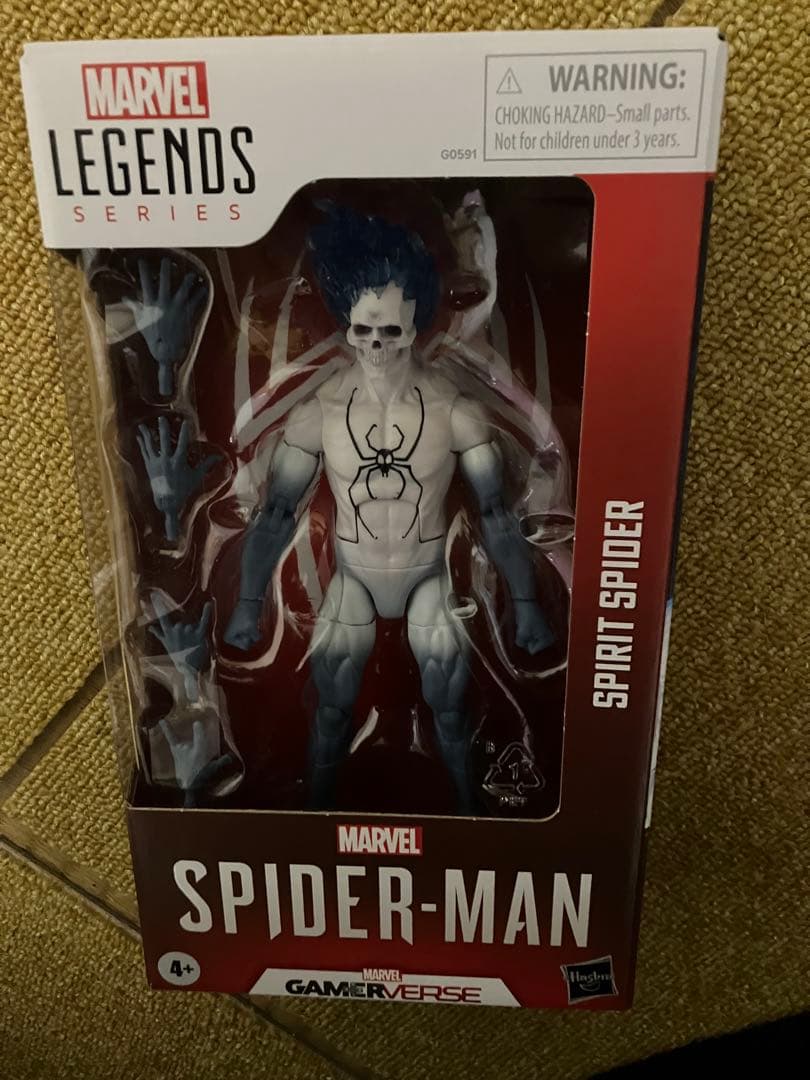 MARVEL
LEGENDS
SERIES
WARNING:
CHOKING HAZARD–Small parts.
Not for children under 3 years.
G0591
SPIRIT SPIDER
1
MARVEL
SPIDER-MAN
4+
MARVEL
GAMERVERSE
Hasbro